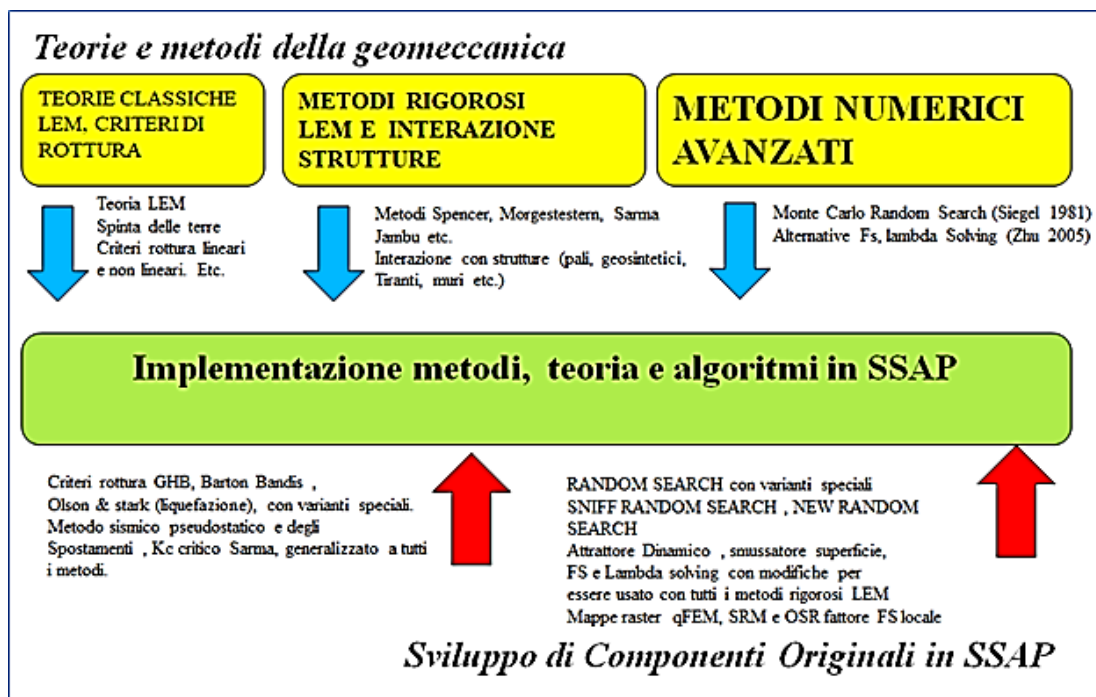 Teorie e metodi della geomeccanica
TEORIE CLASSICHE
LEM, CRITERI DI
ROTTURA
METODI RIGOROSI
LEM E INTERAZIONE
STRUTTURE
METODI NUMERICI
AVANZATI
Teoria LEM
Spinta delle terre
Criteri rottura lineari
e non lineari. Etc.
Metodi Spencer, Morgestestern, Sarma
Jambu etc.
Interazione con strutture (pali, geosintetici,
Tiranti, muri etc.)
Monte Carlo Random Search (Siegel 1981)
Alternative Fs, lambda Solving (Zhu 2005)
Implementazione metodi, teoria e algoritmi in SSAP
Criteri rottura GHB, Barton Bandis ,
Olson & stark (liquefazione), con varianti speciali.
Metodo sismico pseudostatico e degli
Spostamenti , Kc critico Sarma, generalizzato a tutti
i metodi.
RANDOM SEARCH con varianti speciali
SNIFF RANDOM SEARCH , NEW RANDOM
SEARCH
Attrattore Dinamico , smussatore superficie,
FS e Lambda solving con modifiche per
essere usato con tutti i metodi rigorosi LEM
Mappe raster qFEM, SRM e OSR fattore FS locale
Sviluppo di Componenti Originali in SSAP